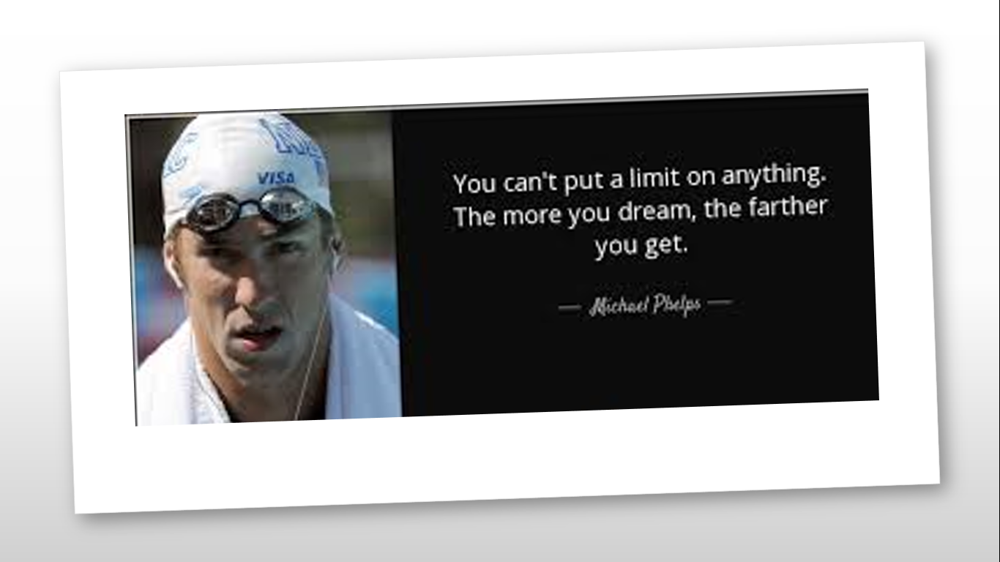 VISA
You can't put a limit on anything.
The more you dream, the farther
you get.
— Michael Phelps —